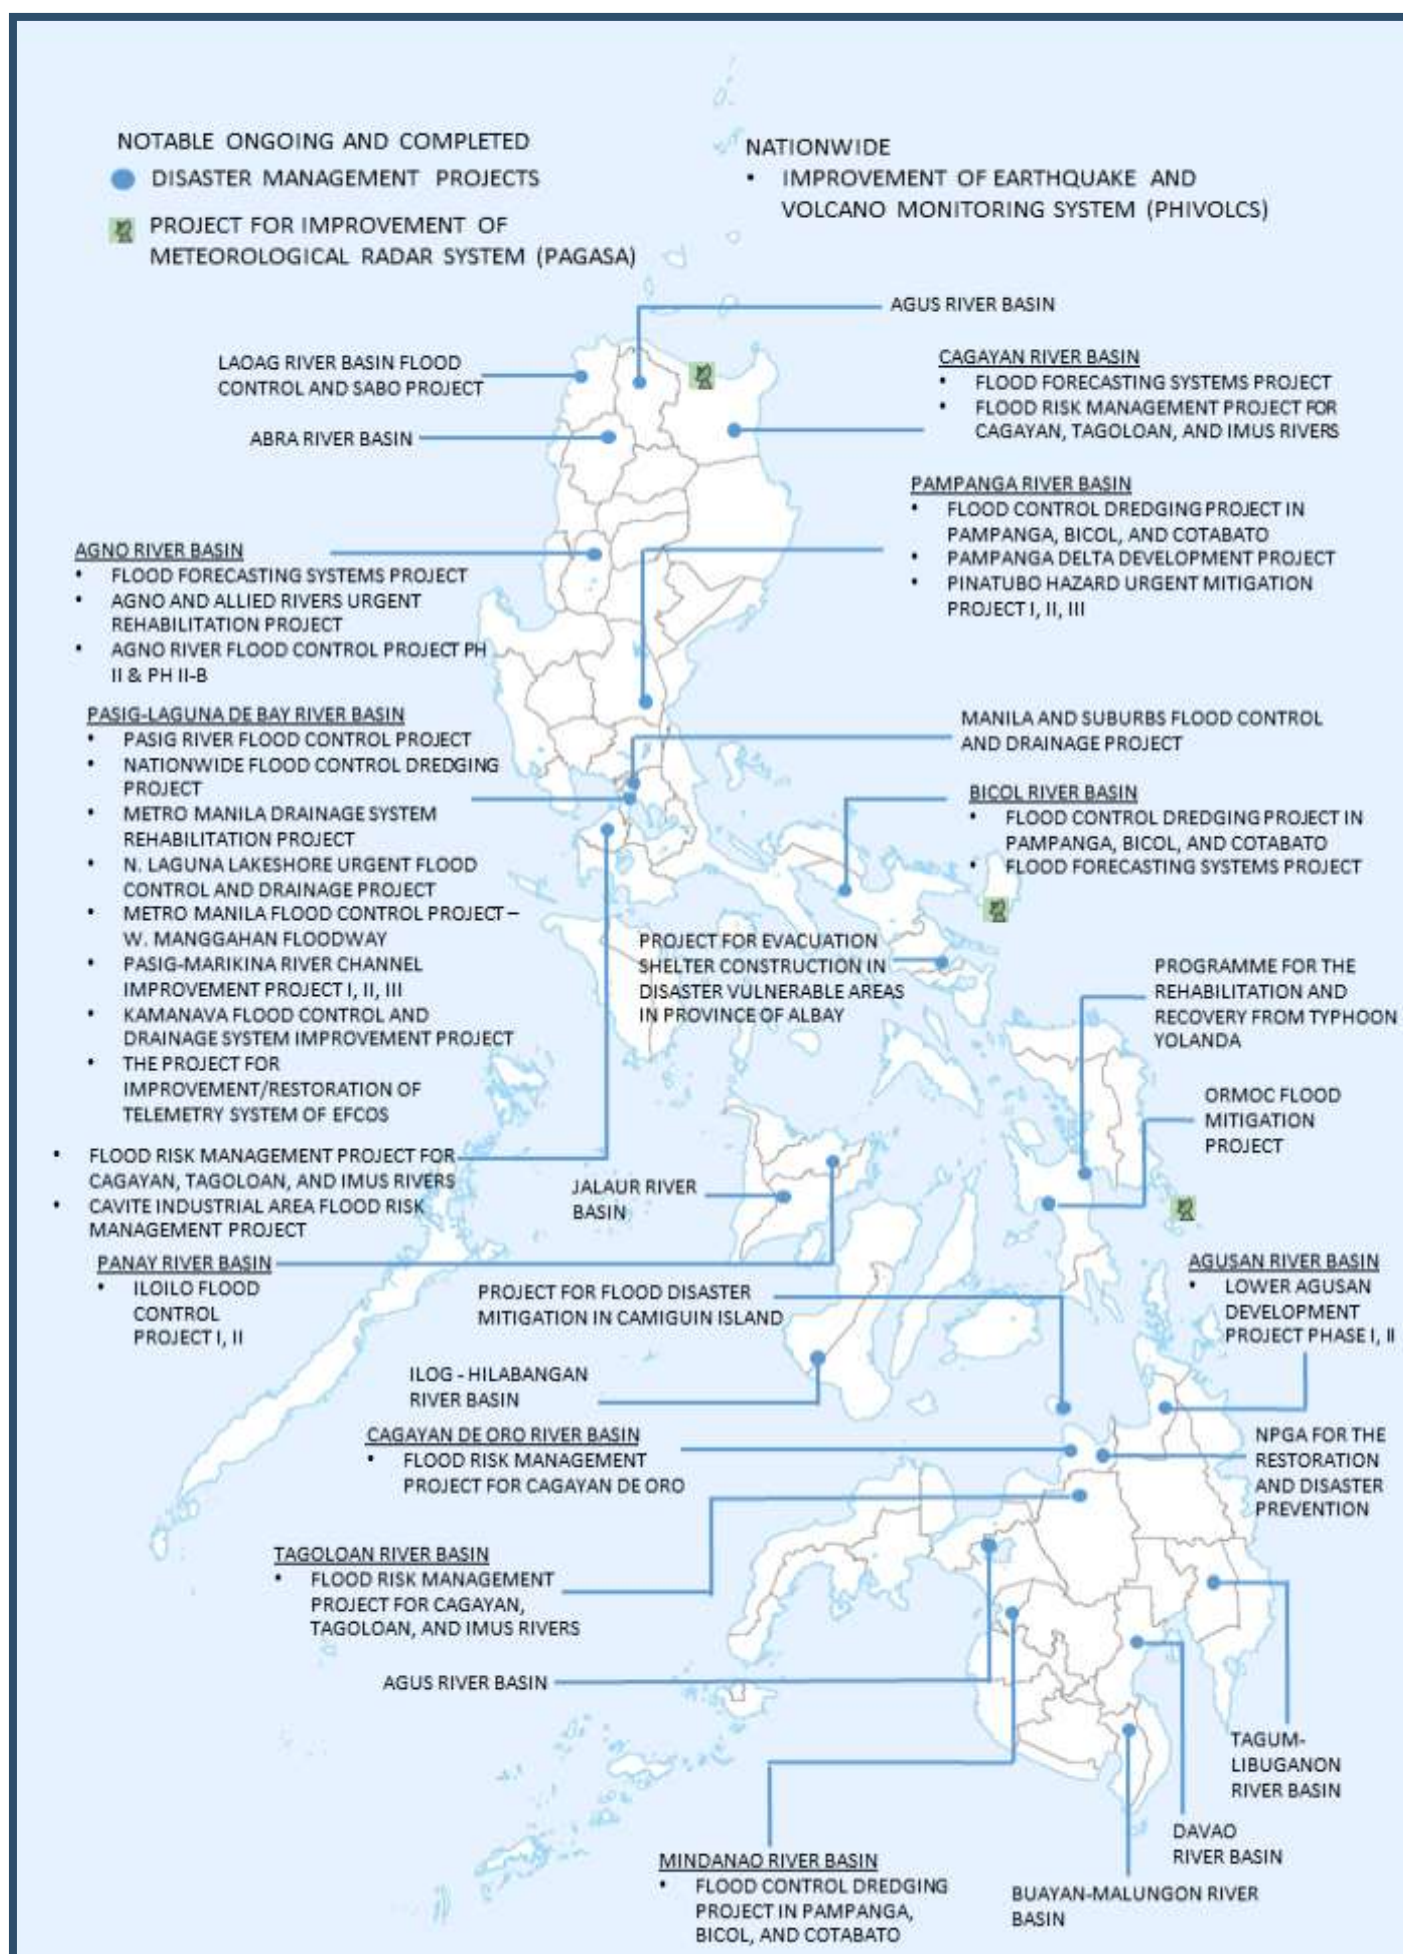 NOTABLE ONGOING AND COMPLETED
DISASTER MANAGEMENT PROJECTS
PROJECT FOR IMPROVEMENT OF
METEOROLOGICAL RADAR SYSTEM (PAGASA)
NATIONWIDE
• IMPROVEMENT OF EARTHQUAKE AND
VOLCANO MONITORING SYSTEM (PHIVOLCS)
AGUS RIVER BASIN
LAOAG RIVER BASIN FLOOD
CONTROL AND SABO PROJECT
CAGAYAN RIVER BASIN
• FLOOD FORECASTING SYSTEMS PROJECT
• FLOOD RISK MANAGEMENT PROJECT FOR
CAGAYAN, TAGOLOAN, AND IMUS RIVERS
ABRA RIVER BASIN
PAMPANGA RIVER BASIN
• FLOOD CONTROL DREDGING PROJECT IN
PAMPANGA, BICOL, AND COTABATO
• PAMPANGA DELTA DEVELOPMENT PROJECT
• PINATUBO HAZARD URGENT MITIGATION
PROJECT I, II, III
AGNO RIVER BASIN
• FLOOD FORECASTING SYSTEMS PROJECT
• AGNO AND ALLIED RIVERS URGENT
REHABILITATION PROJECT
• AGNO RIVER FLOOD CONTROL PROJECT PH
II & PH II-B
PASIG-LAGUNA DE BAY RIVER BASIN
• PASIG RIVER FLOOD CONTROL PROJECT
• NATIONWIDE FLOOD CONTROL DREDGING
PROJECT
• METRO MANILA DRAINAGE SYSTEM
REHABILITATION PROJECT
• N. LAGUNA LAKESHORE URGENT FLOOD
CONTROL AND DRAINAGE PROJECT
• METRO MANILA FLOOD CONTROL PROJECT –
W. MANGGAHAN FLOODWAY
• PASIG-MARIKINA RIVER CHANNEL
IMPROVEMENT PROJECT I, II, III
• KAMANAVA FLOOD CONTROL AND
DRAINAGE SYSTEM IMPROVEMENT PROJECT
• THE PROJECT FOR
IMPROVEMENT/RESTORATION OF
TELEMETRY SYSTEM OF EFCOS
MANILA AND SUBURBS FLOOD CONTROL
AND DRAINAGE PROJECT
BICOL RIVER BASIN
• FLOOD CONTROL DREDGING PROJECT IN
PAMPANGA, BICOL, AND COTABATO
• FLOOD FORECASTING SYSTEMS PROJECT
PROJECT FOR EVACUATION
SHELTER CONSTRUCTION IN
DISASTER VULNERABLE AREAS
IN PROVINCE OF ALBAY
PROGRAMME FOR THE
REHABILITATION AND
RECOVERY FROM TYPHOON
YOLANDA
ORMOC FLOOD
MITIGATION
PROJECT
• FLOOD RISK MANAGEMENT PROJECT FOR
CAGAYAN, TAGOLOAN, AND IMUS RIVERS
• CAVITE INDUSTRIAL AREA FLOOD RISK
MANAGEMENT PROJECT
JALAUR RIVER
BASIN
PANAY RIVER BASIN
• ILOILO FLOOD
CONTROL
PROJECT I, II
PROJECT FOR FLOOD DISASTER
MITIGATION IN CAMIGUIN ISLAND
AGUSAN RIVER BASIN
• LOWER AGUSAN
DEVELOPMENT
PROJECT PHASE I, II
ILOG - HILABANGAN
RIVER BASIN
CAGAYAN DE ORO RIVER BASIN
• FLOOD RISK MANAGEMENT
PROJECT FOR CAGAYAN DE ORO
NPGA FOR THE
RESTORATION
AND DISASTER
PREVENTION
TAGOLOAN RIVER BASIN
• FLOOD RISK MANAGEMENT
PROJECT FOR CAGAYAN,
TAGOLOAN, AND IMUS RIVERS
AGUS RIVER BASIN
TAGUM-
LIBUGANON
RIVER BASIN
DAVAO
RIVER BASIN
MINDANAO RIVER BASIN
• FLOOD CONTROL DREDGING
PROJECT IN PAMPANGA,
BICOL, AND COTABATO
BUAYAN-MALUNGON RIVER
BASIN